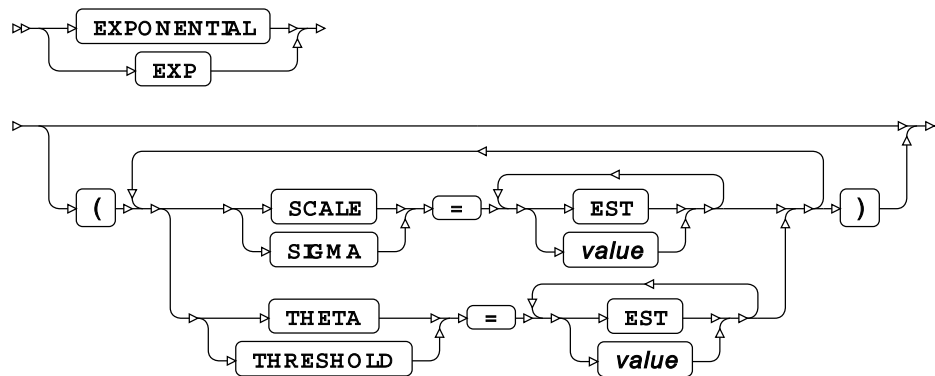 EXPONENTIAL
EXP
( SCALE = EST )
SIGMA value
THETA = EST
THRESHOLD value